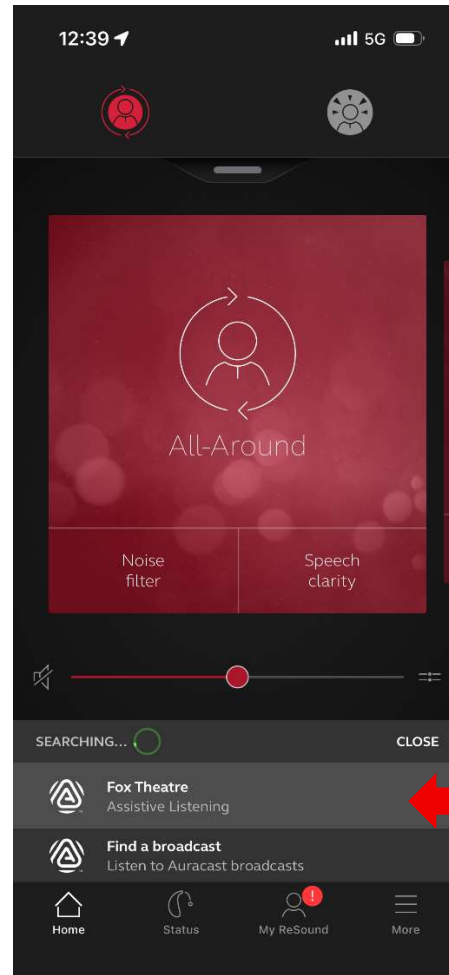 12:39
5G
All-Around
Noise
filter
Speech
clarity
SEARCHING...
CLOSE
Fox Theatre
Assistive Listening
Find a broadcast
Listen to Auracast broadcasts
!
Home
Status
My ReSound
More